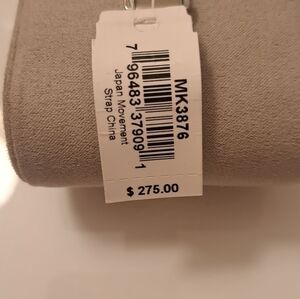 MK3876
7 96483 37909 1
Japan Movement
Strap China
$ 275.00